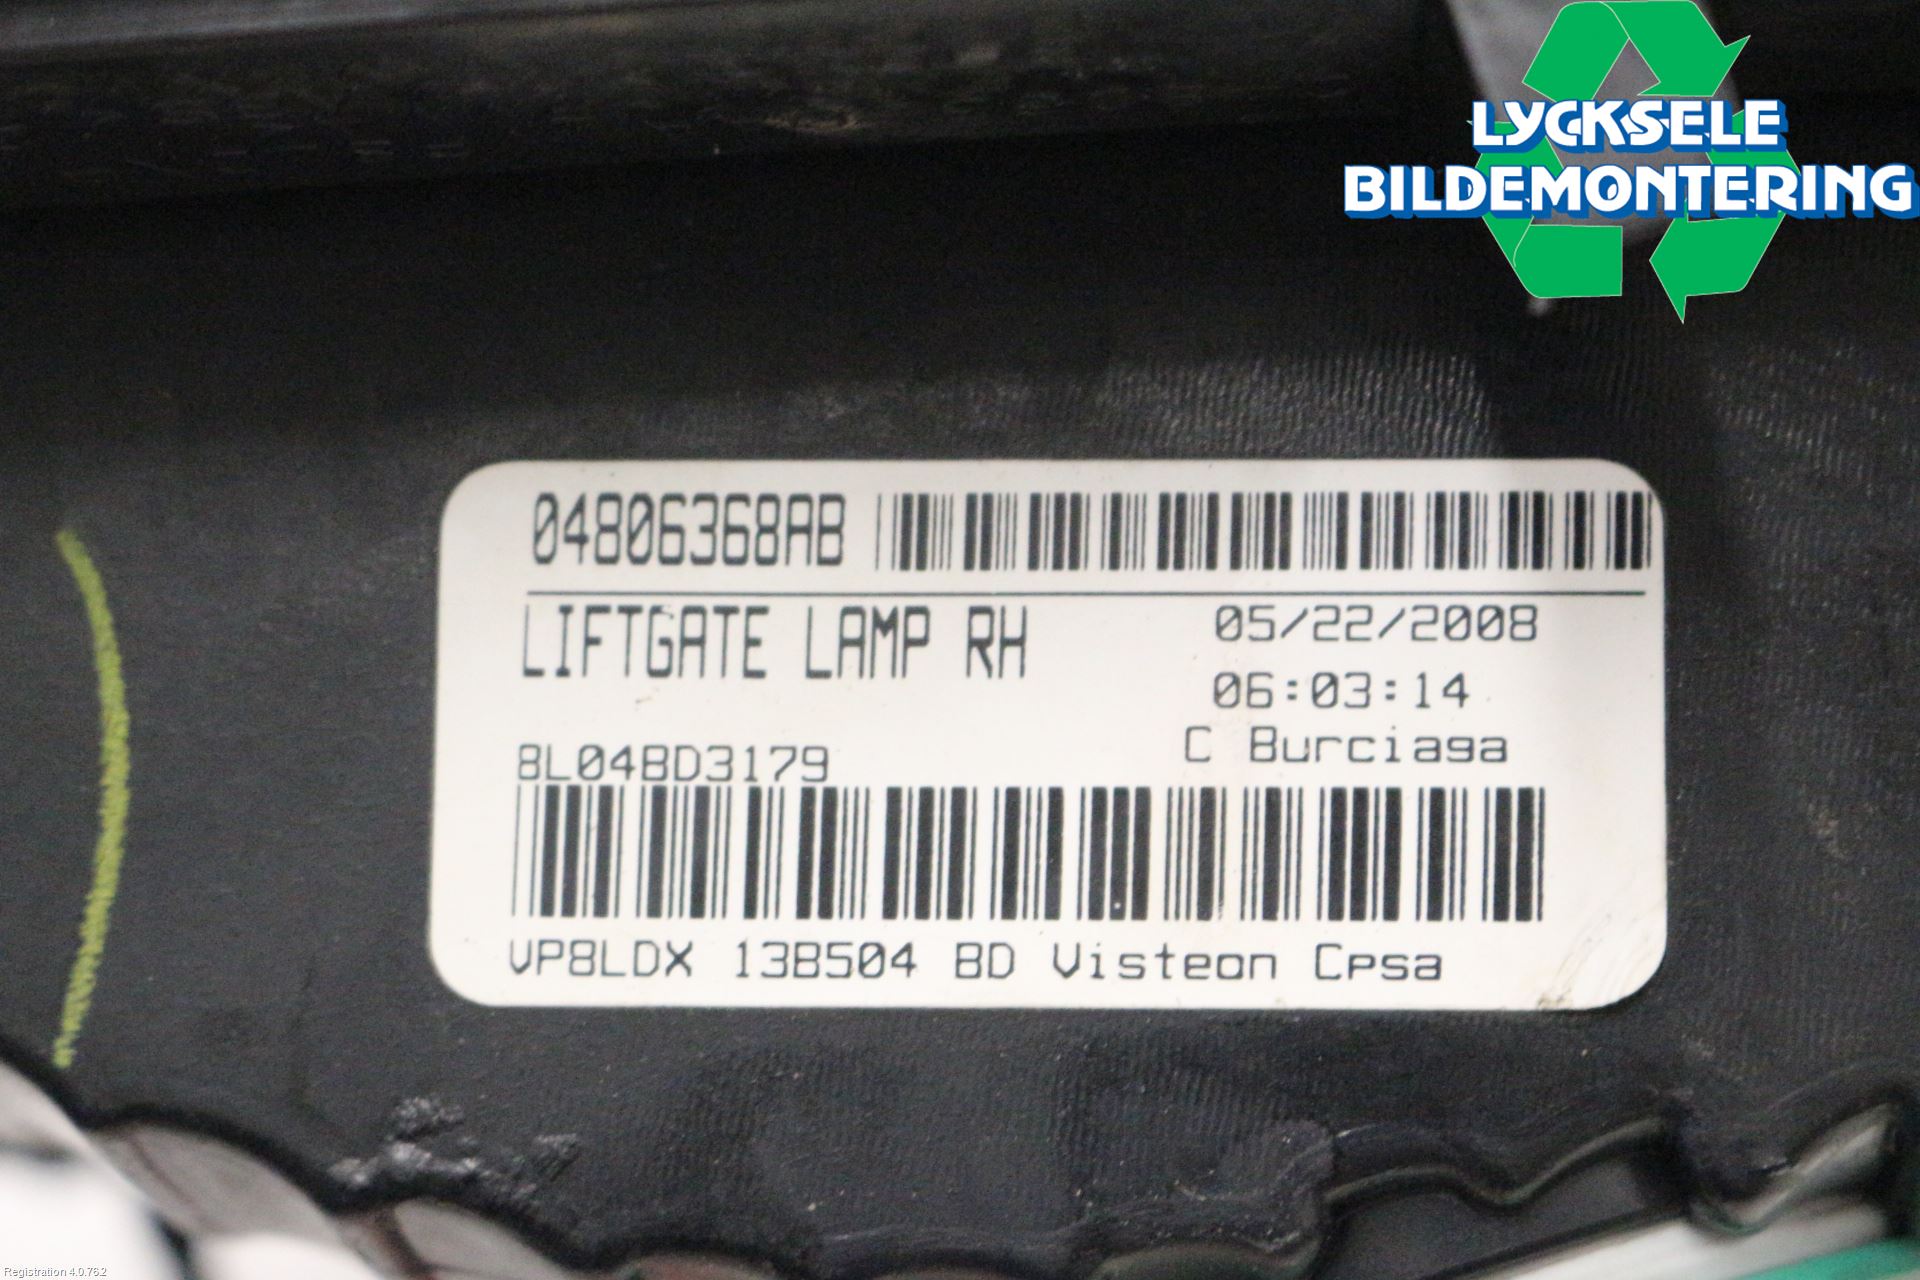 LYCKSELE
BILDEMONTERING
04806368AB
LIFTGATE LAMP RH
05/22/2008
06:03:14
C Burciaga
8L04BD3179
VP8LDX 13B504 BD Visteon Cpsa
Registration 4.0.76.2